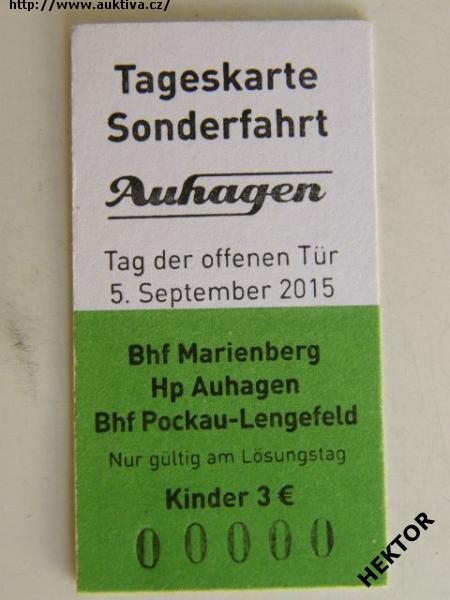 http://www.auktiva.cz/
Tageskarte
Sonderfahrt
Auhagen
Tag der offenen Tür
5. September 2015
Bhf Marienberg
Hp Auhagen
Bhf Pockau-Lengefeld
Nur gültig am Lösungstag
Kinder 3 €
00000
HEKTOR